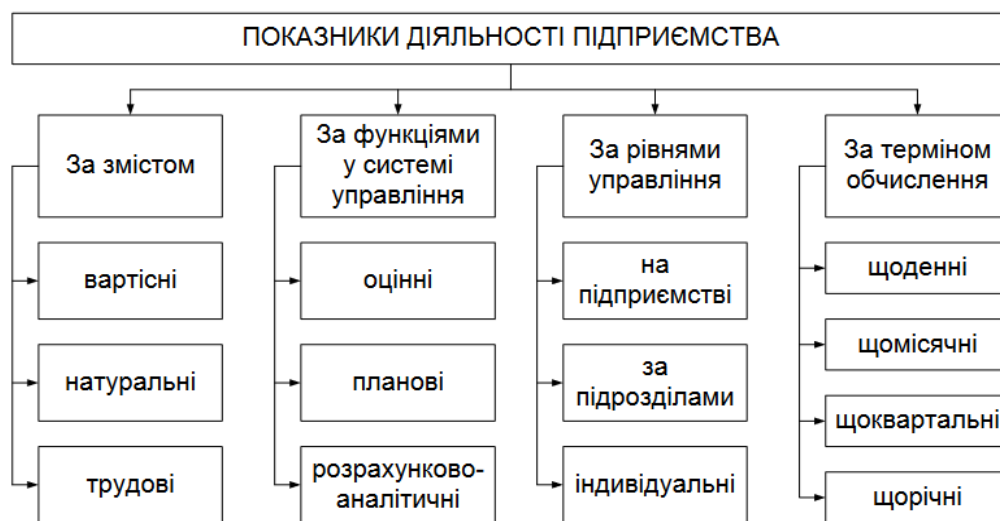 ПОКАЗНИКИ ДІЯЛЬНОСТІ ПІДПРИЄМСТВА
За змістом
вартісні
натуральні
трудові
За функціями
у системі
управління
оцінні
планові
розрахунково-
аналітичні
За рівнями
управління
на
підприємстві
за
підрозділами
індивідуальні
За терміном
обчислення
щоденні
щомісячні
щоквартальні
щорічні